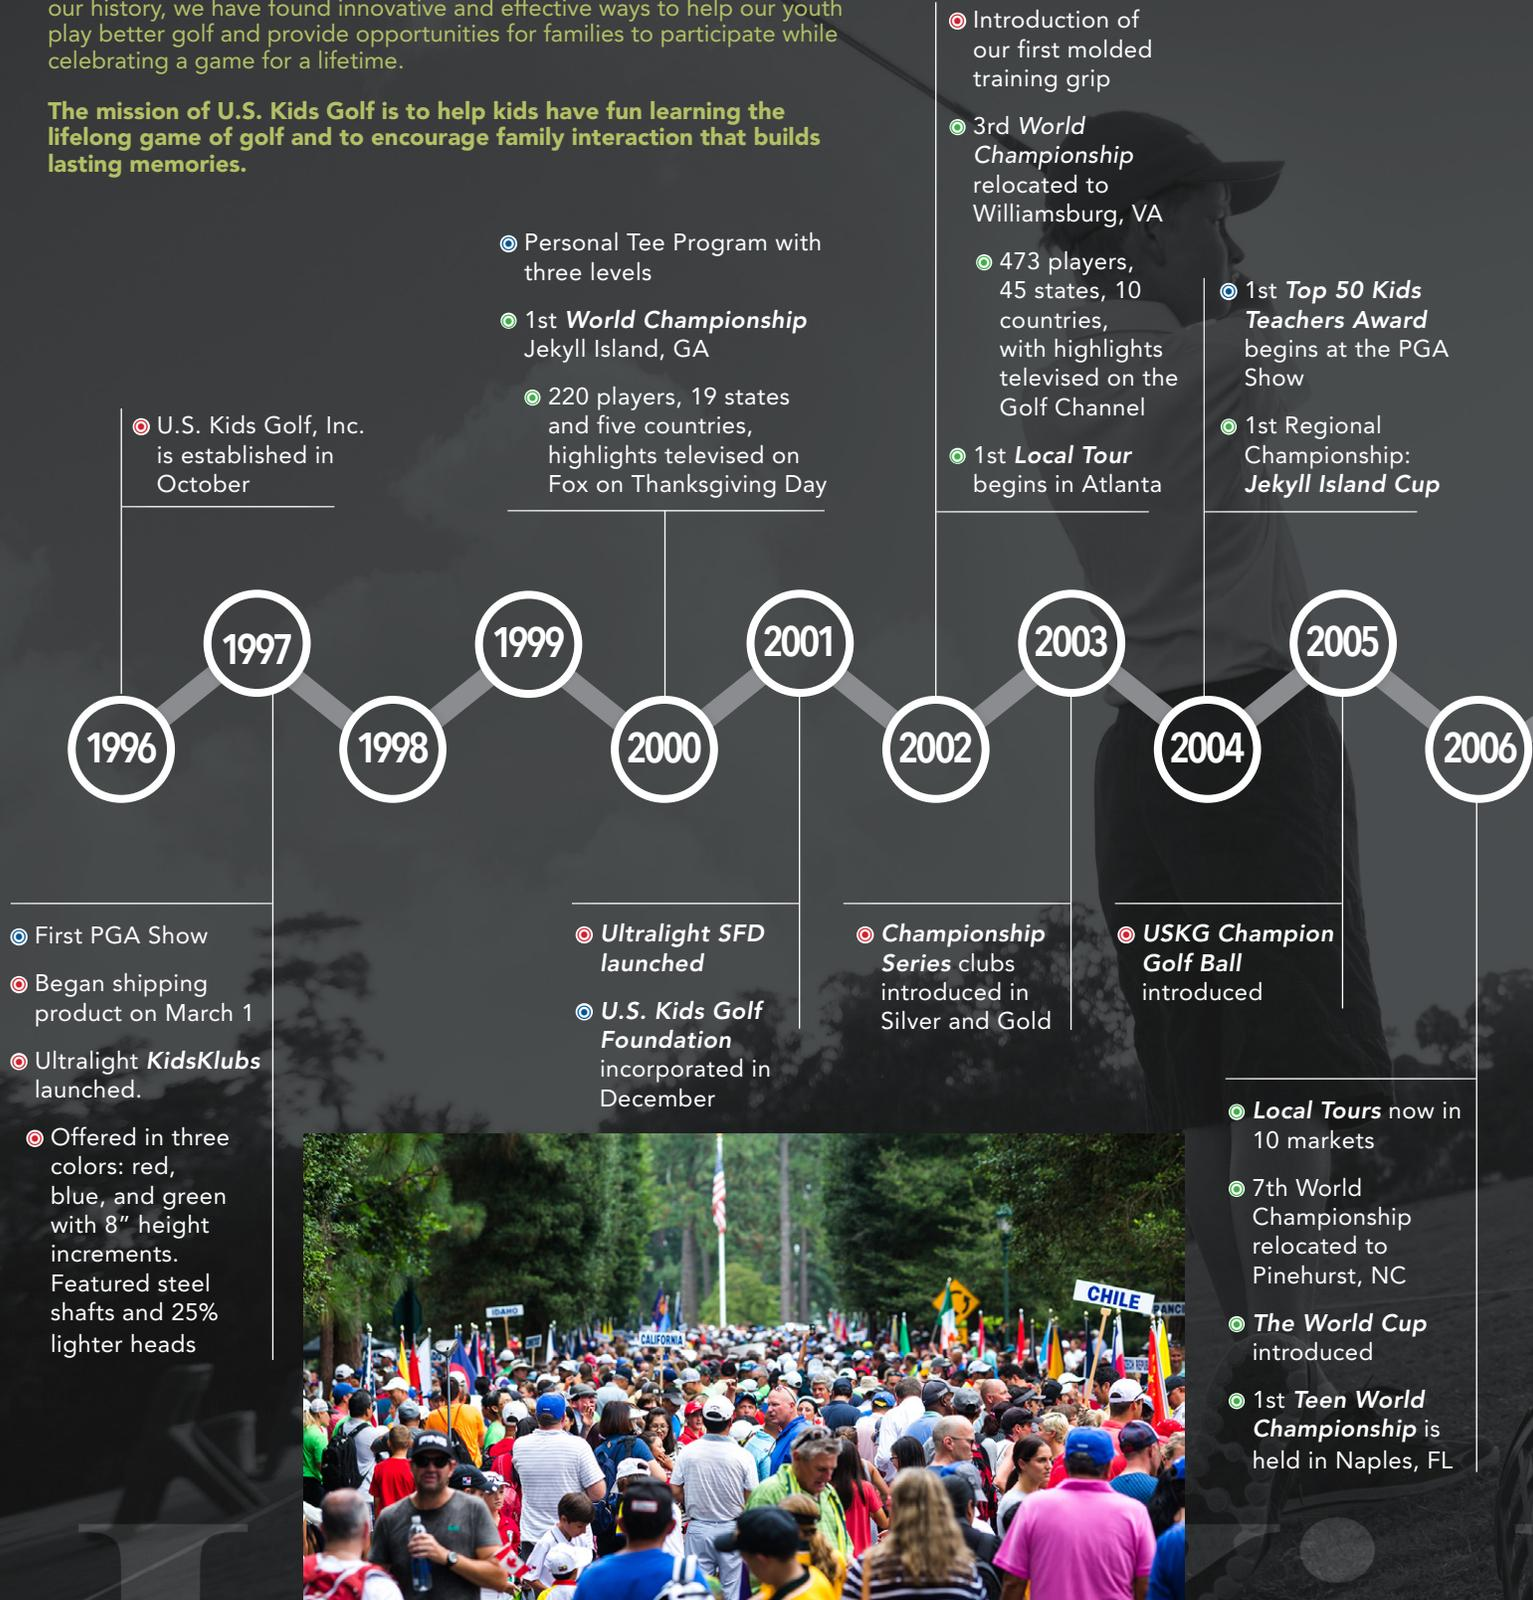 our history, we have found innovative and effective ways to help our youth
play better golf and provide opportunities for families to participate while
celebrating a game for a lifetime.
The mission of U.S. Kids Golf is to help kids have fun learning the
lifelong game of golf and to encourage family interaction that builds
lasting memories.
U.S. Kids Golf, Inc.
is established in
October
Personal Tee Program with
three levels
1st World Championship
Jekyll Island, GA
220 players, 19 states
and five countries,
highlights televised on
Fox on Thanksgiving Day
Introduction of
our first molded
training grip
3rd World
Championship
relocated to
Williamsburg, VA
473 players,
45 states, 10
countries,
with highlights
televised on the
Golf Channel
1st Local Tour
begins in Atlanta
1st Top 50 Kids
Teachers Award
begins at the PGA
Show
1st Regional
Championship:
Jekyll Island Cup
1996
1997
1998
1999
2000
2001
2002
2003
2004
2005
2006
First PGA Show
Began shipping
product on March 1
Ultralight KidsKlubs
launched.
Offered in three
colors: red,
blue, and green
with 8” height
increments.
Featured steel
shafts and 25%
lighter heads
Ultralight SFD
launched
U.S. Kids Golf
Foundation
incorporated in
December
Championship
Series clubs
introduced in
Silver and Gold
USKG Champion
Golf Ball
introduced
Local Tours now in
10 markets
7th World
Championship
relocated to
Pinehurst, NC
The World Cup
introduced
1st Teen World
Championship is
held in Naples, FL
IDAHO
CALIFORNIA
CHILE
PING